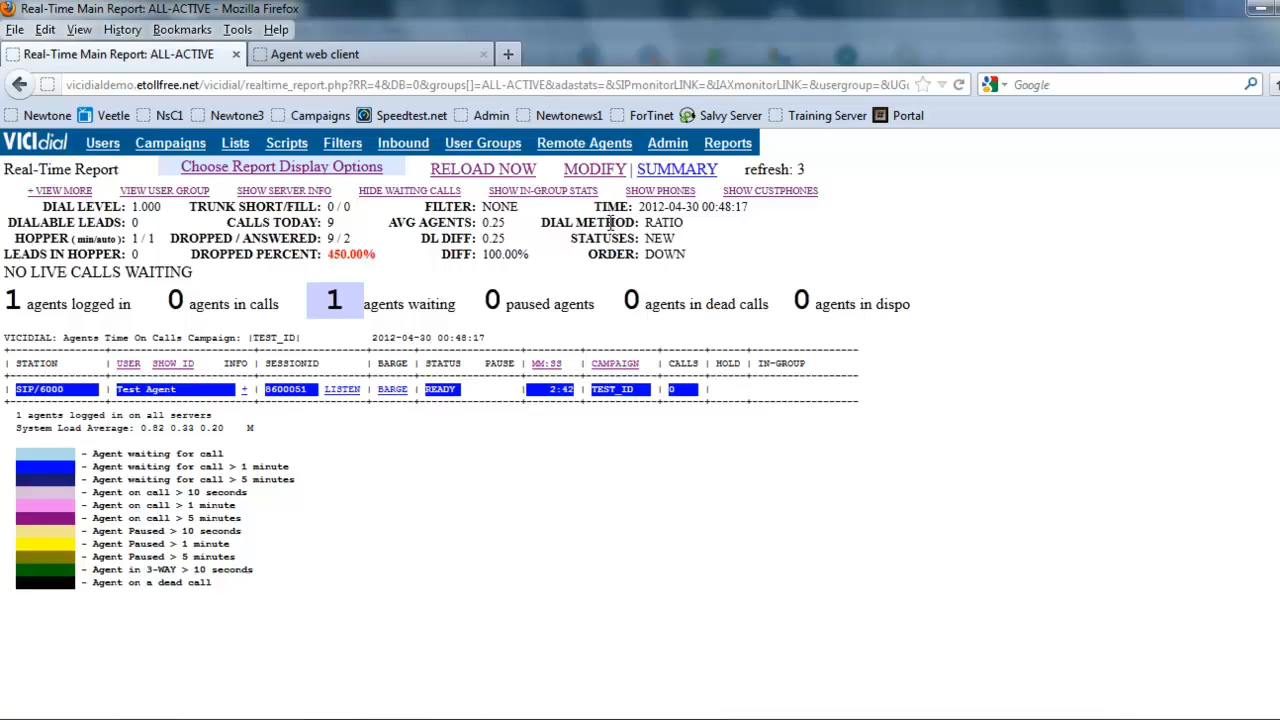 Real-Time Main Report: ALL-ACTIVE - Mozilla Firefox
File Edit View History Bookmarks Tools Help
Real-Time Main Report: ALL-ACTIVE × Agent web client × +
vicidialdemo.etollfree.net/vicidial/realtime_report.php?RR=4&DB=0&groups[]=ALL-ACTIVE&adastats=&SIPmonitorLINK=&IAXmonitorLINK=&usergroup=&UGc Google
Newtone Veetle NsC1 Newtone3 Campaigns Speedtest.net Admin Newtonews1 ForTinet Salvy Server Training Server Portal
VICIdial Users Campaigns Lists Scripts Filters Inbound User Groups Remote Agents Admin Reports
Real-Time Report Choose Report Display Options RELOAD NOW MODIFY | SUMMARY refresh: 3
+ VIEW MORE VIEW USER GROUP SHOW SERVER INFO HIDE WAITING CALLS SHOW IN-GROUP STATS SHOW PHONES SHOW CUSTPHONES
DIAL LEVEL: 1.000 TRUNK SHORT/FILL: 0 / 0 FILTER: NONE TIME: 2012-04-30 00:48:17
DIALABLE LEADS: 0 CALLS TODAY: 9 AVG AGENTS: 0.25 DIAL METHOD: RATIO
HOPPER ( min/auto ): 1 / 1 DROPPED / ANSWERED: 9 / 2 DL DIFF: 0.25 STATUSES: NEW
LEADS IN HOPPER: 0 DROPPED PERCENT: 450.00% DIFF: 100.00% ORDER: DOWN
NO LIVE CALLS WAITING
1 agents logged in 0 agents in calls 1 agents waiting 0 paused agents 0 agents in dead calls 0 agents in dispo
VICIDIAL: Agents Time On Calls Campaign: |TEST_ID| 2012-04-30 00:48:17
| STATION | USER SHOW ID INFO | SESSIONID | BARGE | STATUS PAUSE | MM:SS | CAMPAIGN | CALLS | HOLD | IN-GROUP
| SIP/6000 | Test Agent + | 8600051 LISTEN | BARGE | READY | 2:42 | TEST_ID | 0 |
1 agents logged in on all servers
System Load Average: 0.82 0.33 0.20 M
- Agent waiting for call
- Agent waiting for call > 1 minute
- Agent waiting for call > 5 minutes
- Agent on call > 10 seconds
- Agent on call > 1 minute
- Agent on call > 5 minutes
- Agent Paused > 10 seconds
- Agent Paused > 1 minute
- Agent Paused > 5 minutes
- Agent in 3-WAY > 10 seconds
- Agent on a dead call